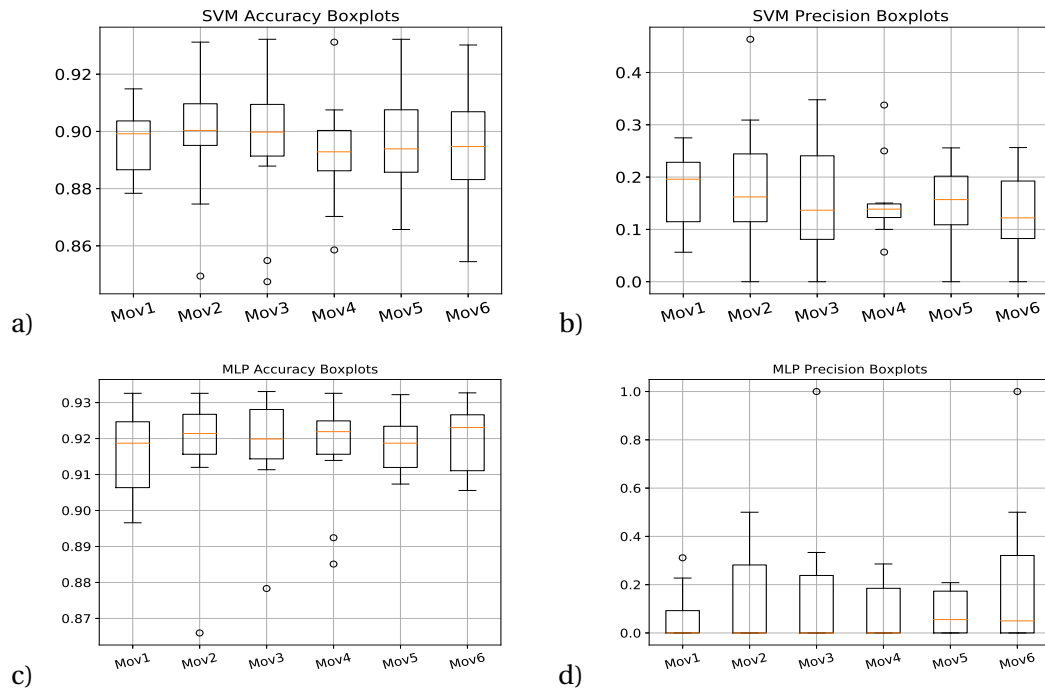 SVM Accuracy Boxplots
0.92
0.90
0.88
0.86
Mov1 Mov2 Mov3 Mov4 Mov5 Mov6
a)
SVM Precision Boxplots
0.4
0.3
0.2
0.1
0.0
Mov1 Mov2 Mov3 Mov4 Mov5 Mov6
b)
MLP Accuracy Boxplots
0.93
0.92
0.91
0.90
0.89
0.88
0.87
Mov1 Mov2 Mov3 Mov4 Mov5 Mov6
c)
MLP Precision Boxplots
1.0
0.8
0.6
0.4
0.2
0.0
Mov1 Mov2 Mov3 Mov4 Mov5 Mov6
d)